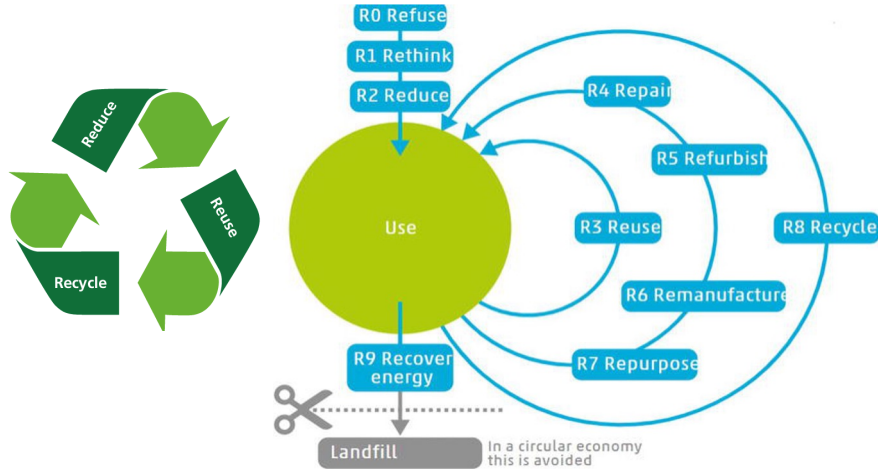 Reduce
Reuse
Recycle
R0 Refuse
R1 Rethink
R2 Reduce
Use
R3 Reuse
R4 Repair
R5 Refurbish
R6 Remanufacture
R7 Repurpose
R8 Recycle
R9 Recover
energy
Landfill
In a circular economy
this is avoided